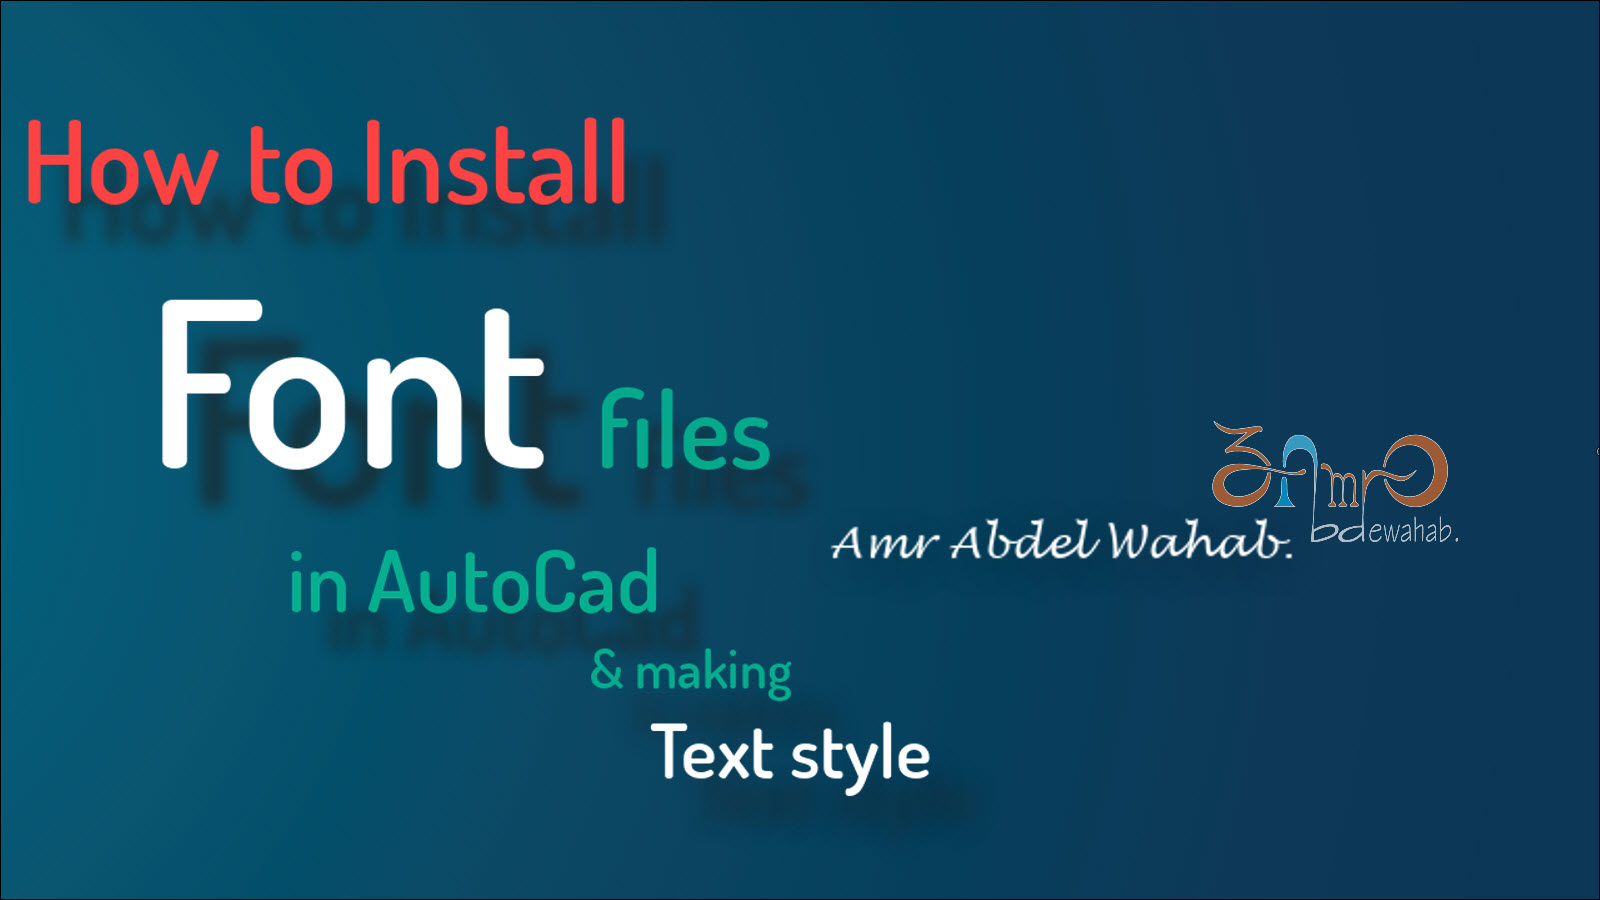 How to Install
Font files
in AutoCad
& making
Text style
Amr Abdel Wahab.
amr
bdewahab.